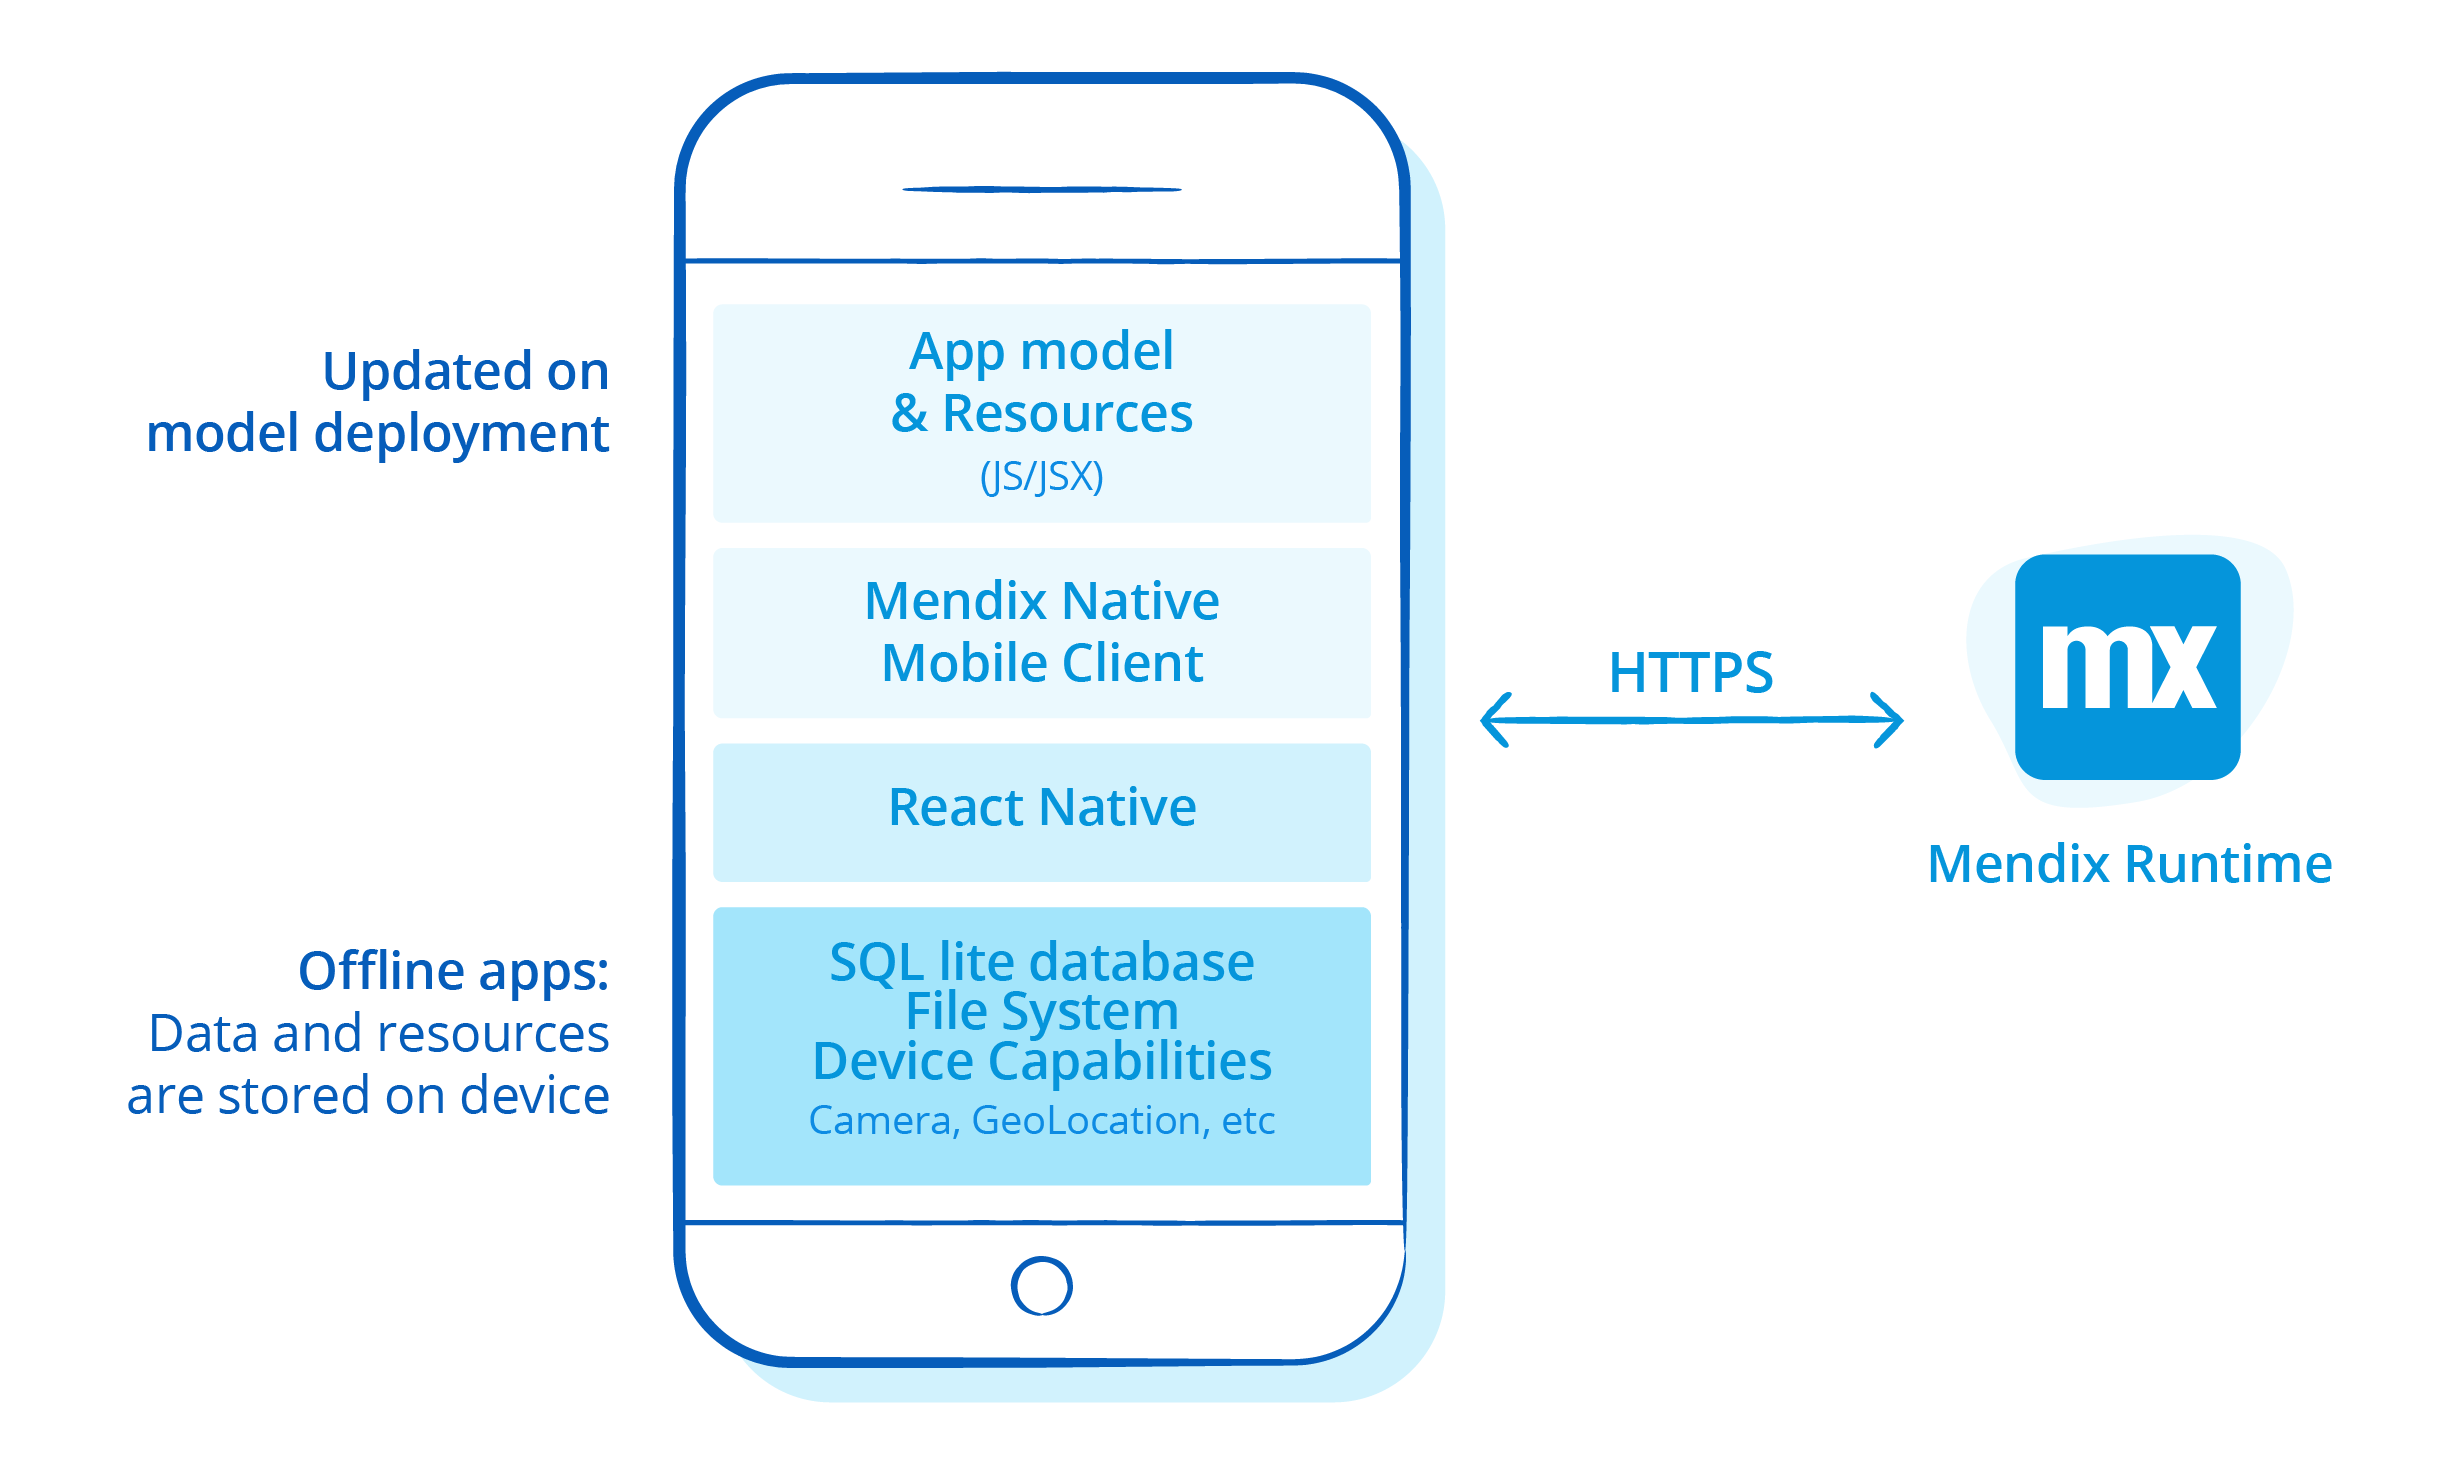 Updated on
model deployment
App model
& Resources
(JS/JSX)
Mendix Native
Mobile Client
React Native
Offline apps:
Data and resources
are stored on device
SQL lite database
File System
Device Capabilities
Camera, GeoLocation, etc
HTTPS
mx
Mendix Runtime